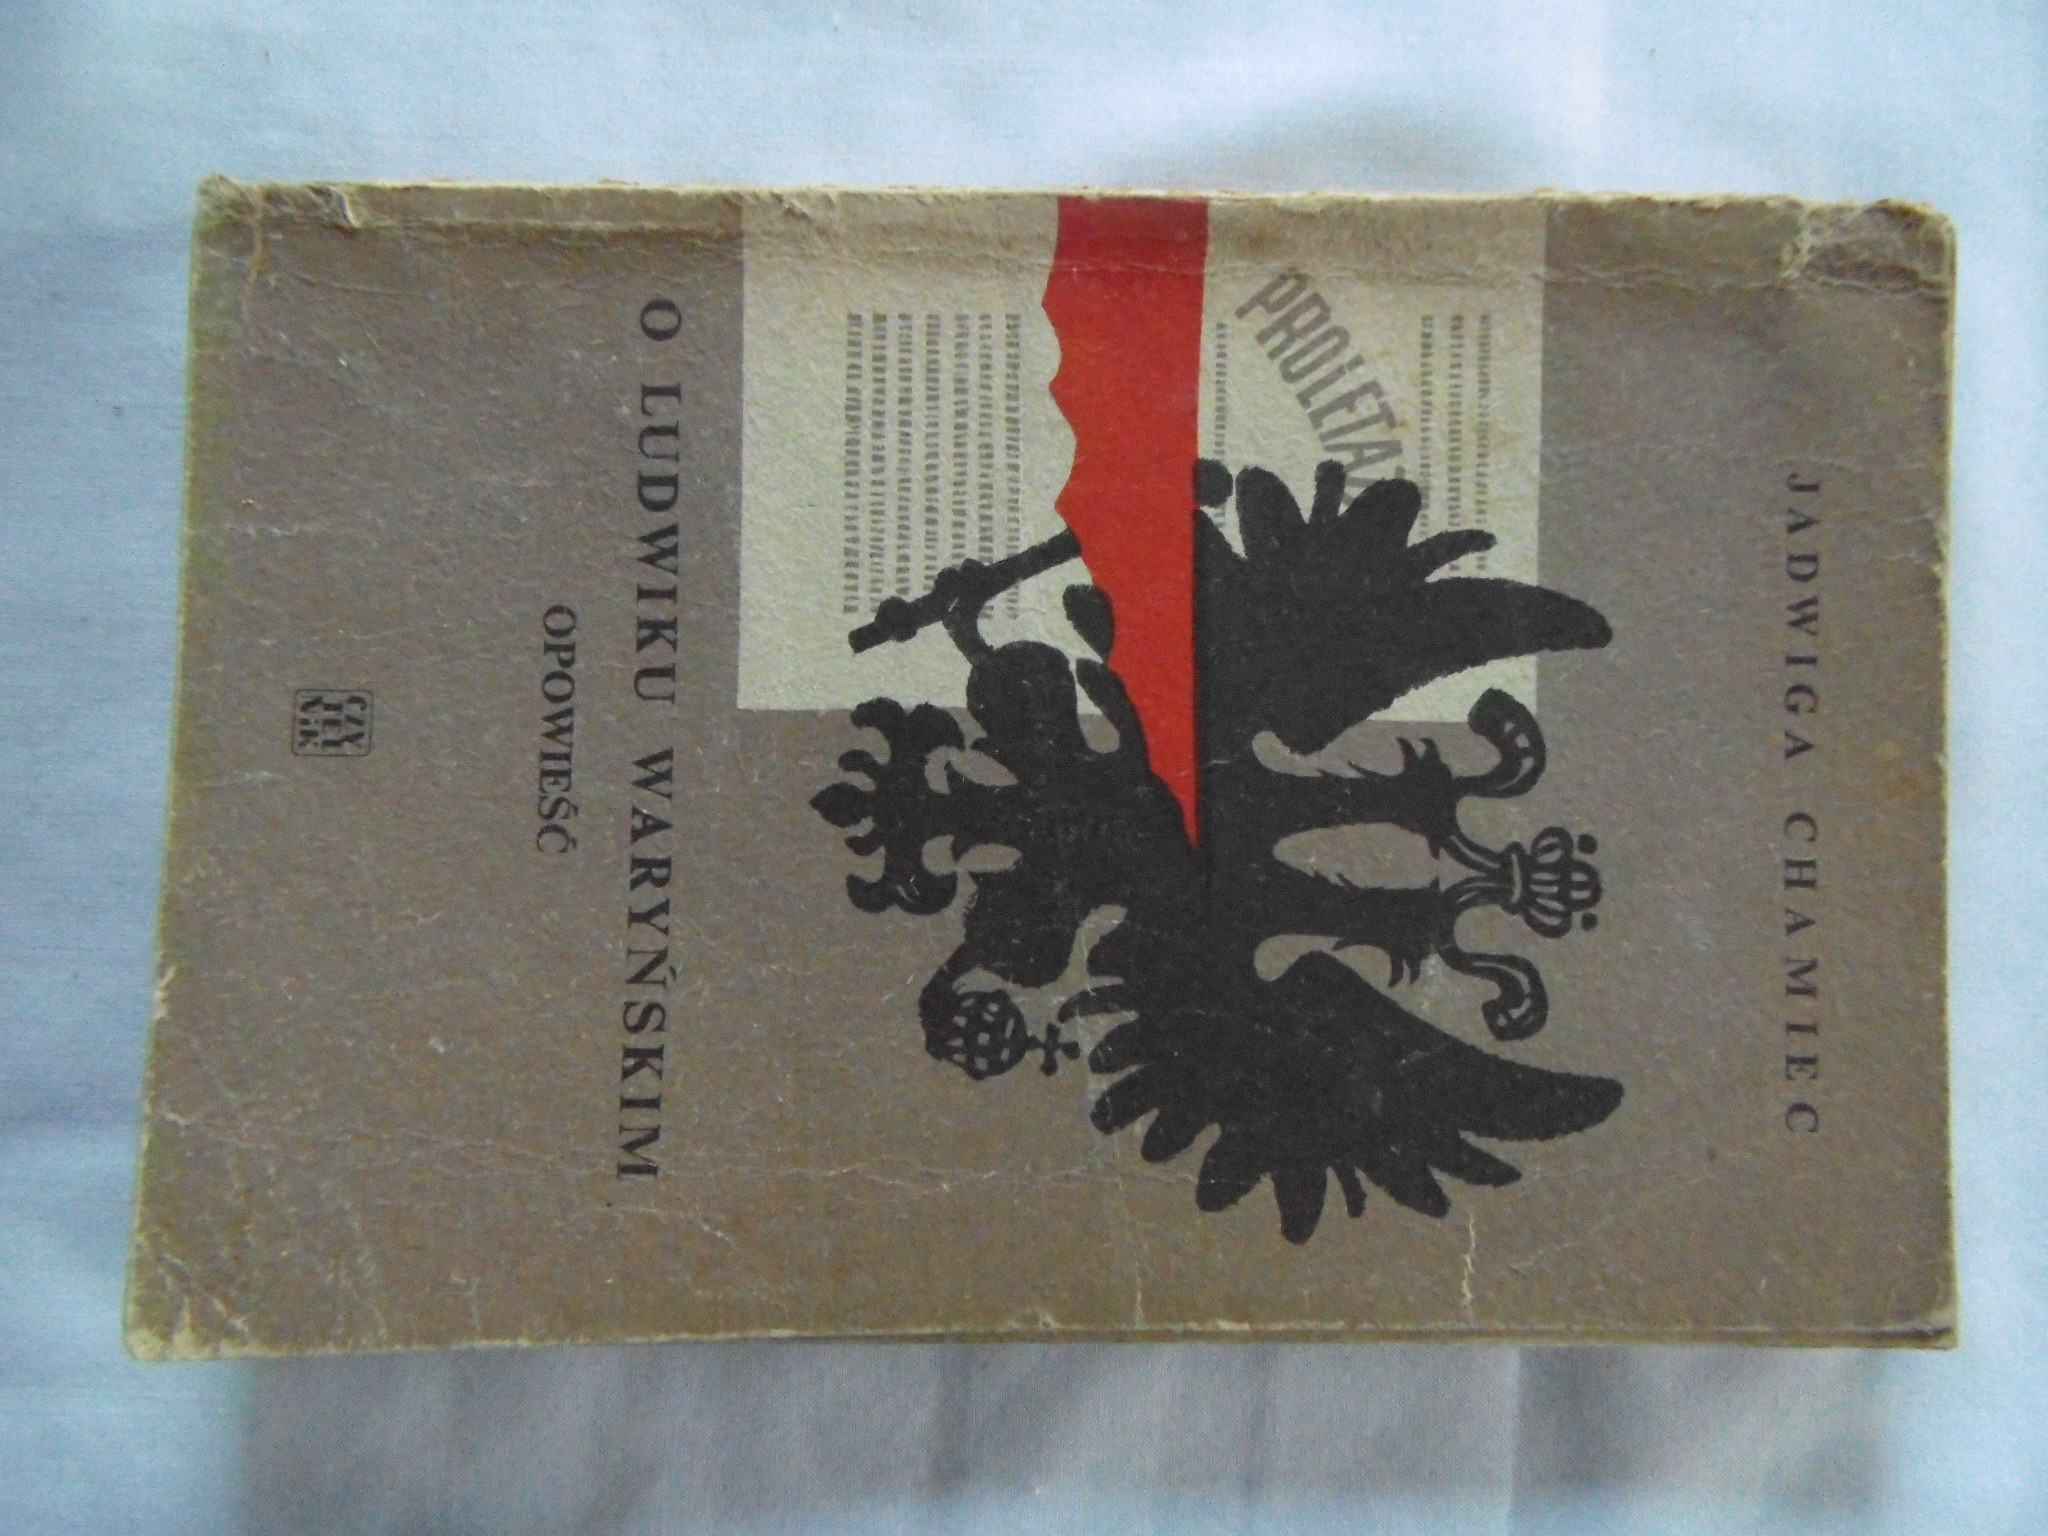 JADWIGA CHAMIEC
PROLETA
O LUDWIKU WARYŃSKIM
OPOWIEŚĆ
CZY
TEL
NiK